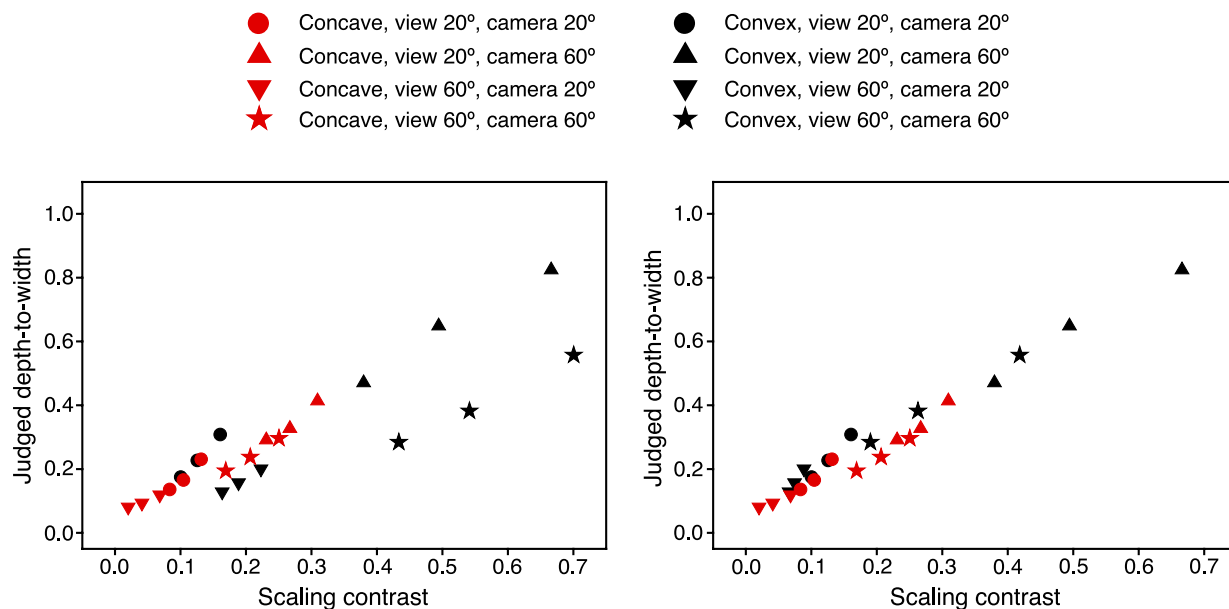 Concave, view 20º, camera 20º
Concave, view 20º, camera 60º
Concave, view 60º, camera 20º
Concave, view 60º, camera 60º
Convex, view 20º, camera 20º
Convex, view 20º, camera 60º
Convex, view 60º, camera 20º
Convex, view 60º, camera 60º
Judged depth-to-width
1.0
0.8
0.6
0.4
0.2
0.0
0.0 0.1 0.2 0.3 0.4 0.5 0.6 0.7
Scaling contrast
Judged depth-to-width
1.0
0.8
0.6
0.4
0.2
0.0
0.0 0.1 0.2 0.3 0.4 0.5 0.6 0.7
Scaling contrast